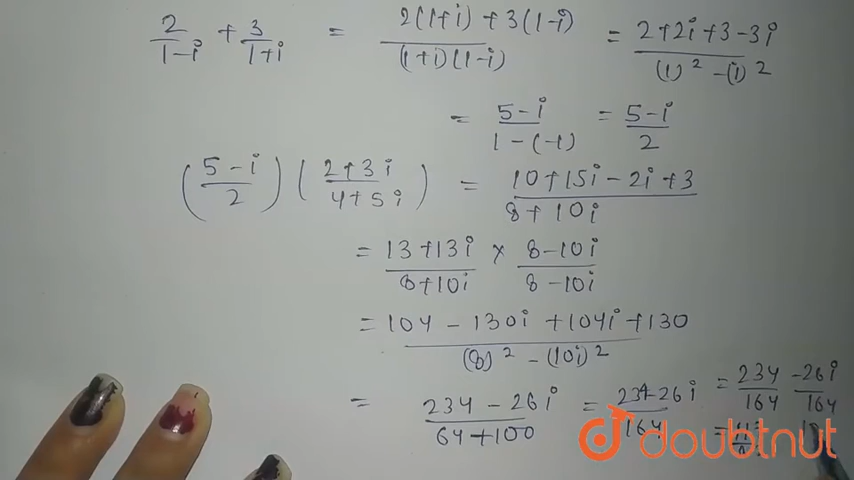 2/(1-i) + 3/(1+i) = (2(1+i) + 3(1-i))/((1+i)(1-i)) = (2+2i+3-3i)/((1)^2 -(i)^2)
= (5-i)/(1-(-1)) = (5-i)/2
((5-i)/2) ((2+3i)/(4+5i)) = (10+15i-2i+3)/(8+10i)
= (13+13i)/(8+10i) × (8-10i)/(8-10i)
= (104 - 130i + 104i + 130)/((8)^2 - (10i)^2)
= (234 - 26i)/(64+100) = (234-26i)/164 = 234/164 -26i/164
=
doubtnut